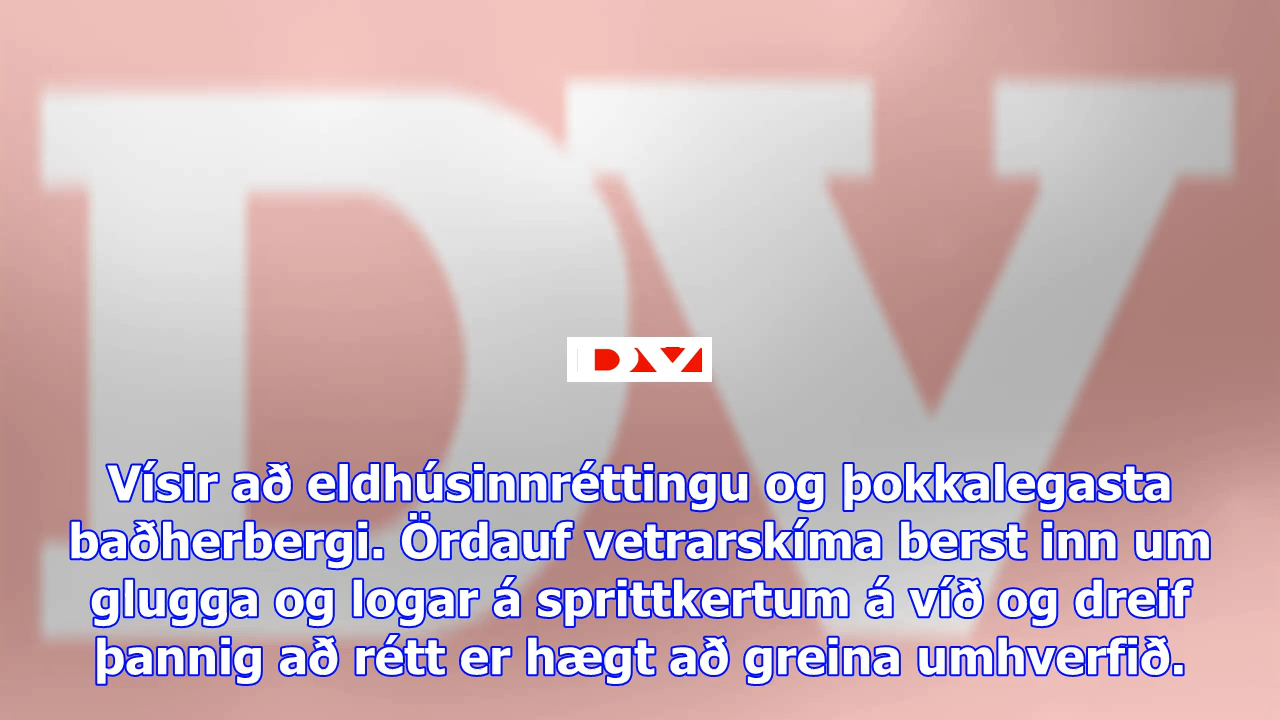 DV
DV
Vísir að eldhúsinnréttingu og þokkalegasta
baðherbergi. Ördauf vetrarskíma berst inn um
glugga og logar á sprittkertum á víð og dreif
þannig að rétt er hægt að greina umhverfið.